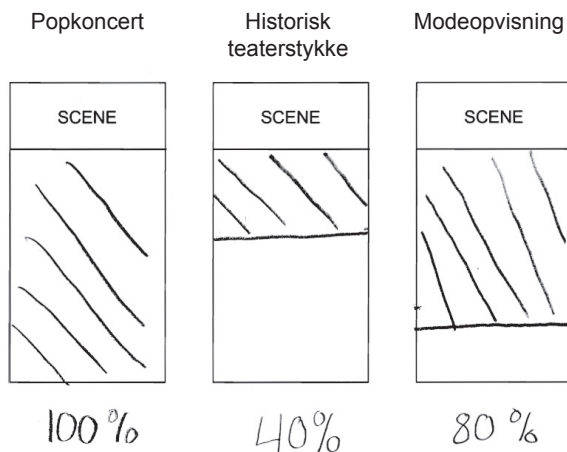 Popkoncert
Historisk
teaterstykke
Modeopvisning
SCENE
SCENE
SCENE
100%
40%
80%